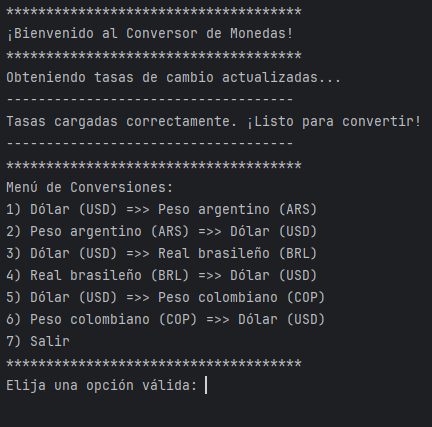 *************************************
¡Bienvenido al Conversor de Monedas!
*************************************
Obteniendo tasas de cambio actualizadas...
------------------------------------
Tasas cargadas correctamente. ¡Listo para convertir!
------------------------------------
*************************************
Menú de Conversiones:
1) Dólar (USD) =>> Peso argentino (ARS)
2) Peso argentino (ARS) =>> Dólar (USD)
3) Dólar (USD) =>> Real brasileño (BRL)
4) Real brasileño (BRL) =>> Dólar (USD)
5) Dólar (USD) =>> Peso colombiano (COP)
6) Peso colombiano (COP) =>> Dólar (USD)
7) Salir
*************************************
Elija una opción válida: